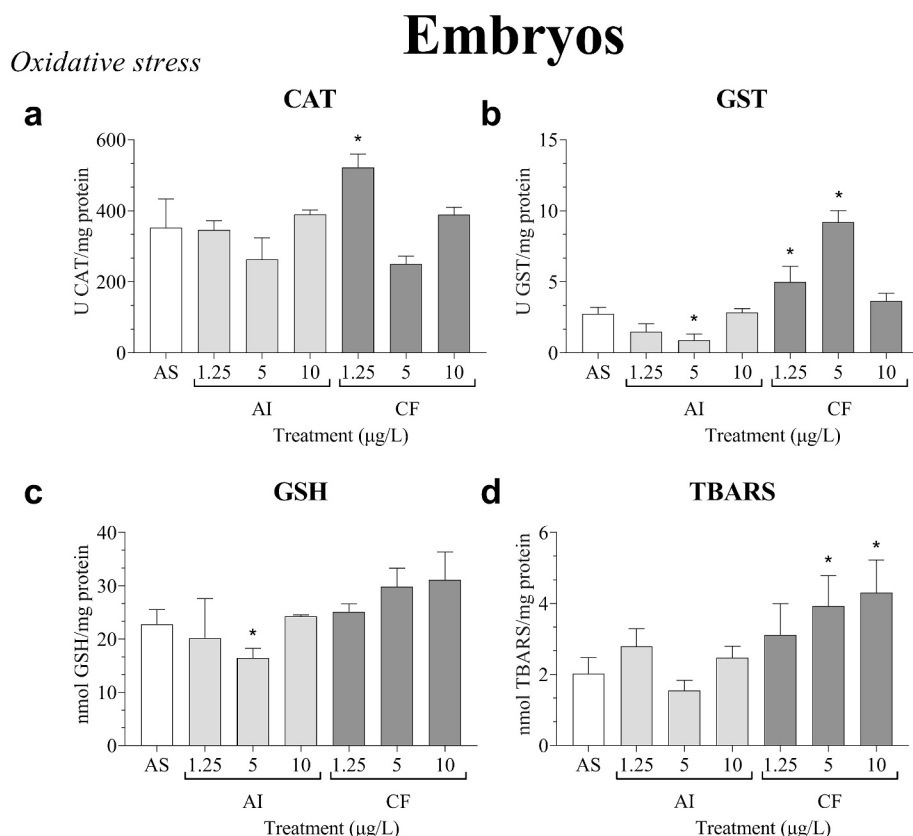 Embryos
Oxidative stress
a
CAT
U CAT/mg protein
600
400
200
0
*
AS 1.25 5 10 1.25 5 10
AI CF
Treatment (μg/L)
b
GST
U GST/mg protein
15
10
5
0
* * *
AS 1.25 5 10 1.25 5 10
AI CF
Treatment (μg/L)
c
GSH
nmol GSH/mg protein
40
30
20
10
0
*
AS 1.25 5 10 1.25 5 10
AI CF
Treatment (μg/L)
d
TBARS
nmol TBARS/mg protein
6
4
2
0
* *
AS 1.25 5 10 1.25 5 10
AI CF
Treatment (μg/L)